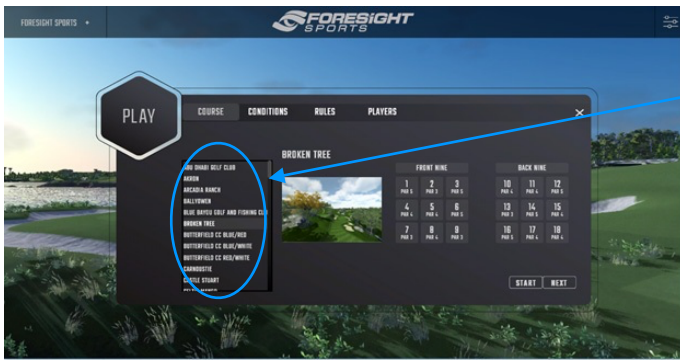 FORESIGHT SPORTS
FORESIGHT
SPORTS
PLAY
COURSE CONDITIONS RULES PLAYERS
BROKEN TREE
ABU DHABI GOLF CLUB
AKRON
ARCADIA RANCH
BALLYOWEN
BLUE BAYOU GOLF AND FISHING CLU
BROKEN TREE
BUTTERFIELD CC BLUE/RED
BUTTERFIELD CC BLUE/WHITE
BUTTERFIELD CC RED/WHITE
CARNOUSTIE
CASTLE STUART
FRONT NINE
1 2 3
PAR 5 PAR 3 PAR 5
4 5 6
PAR 4 PAR 4 PAR 5
7 8 9
PAR 3 PAR 4 PAR 3
BACK NINE
10 11 12
PAR 4 PAR 4 PAR 5
13 14 15
PAR 3 PAR 5 PAR 4
16 17 18
PAR 5 PAR 4 PAR 4
START NEXT